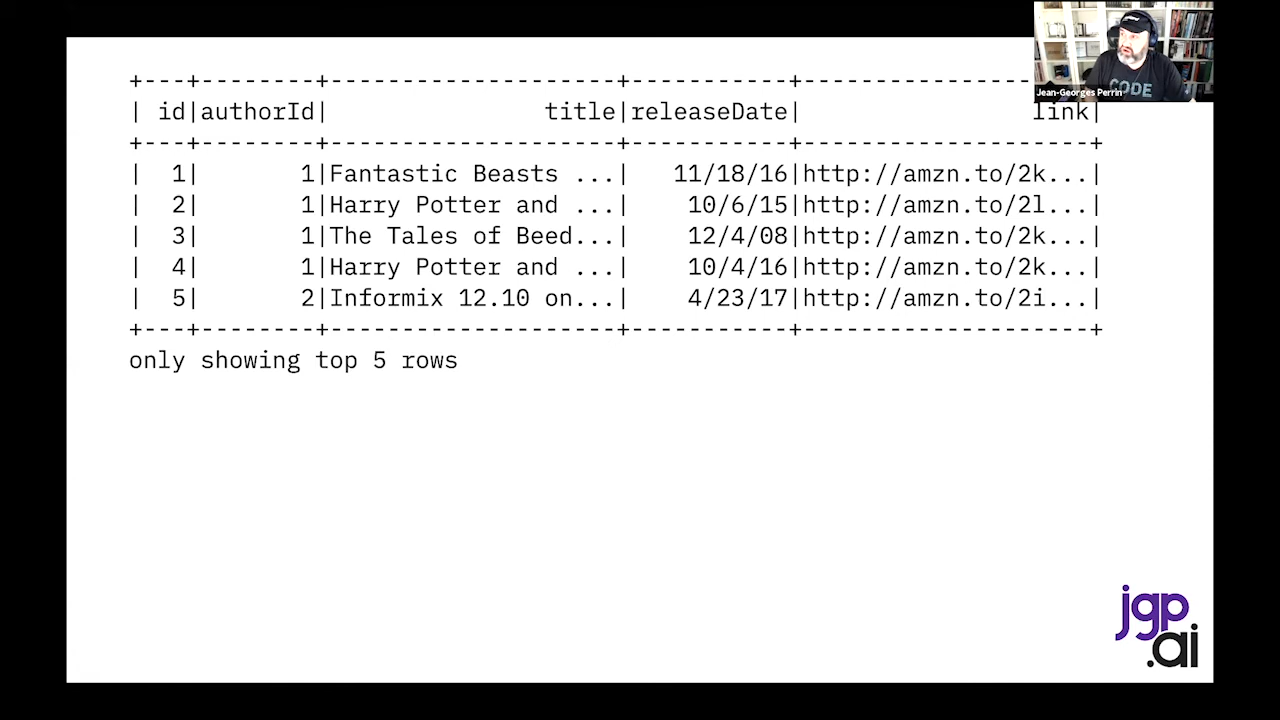 +---+--------+--------------------+-----------+--------------------+
| id|authorId|               title|releaseDate|                link|
+---+--------+--------------------+-----------+--------------------+
|  1|       1|Fantastic Beasts ...|   11/18/16|http://amzn.to/2k...|
|  2|       1|Harry Potter and ...|    10/6/15|http://amzn.to/2l...|
|  3|       1|The Tales of Beed...|    12/4/08|http://amzn.to/2k...|
|  4|       1|Harry Potter and ...|    10/4/16|http://amzn.to/2k...|
|  5|       2|Informix 12.10 on...|    4/23/17|http://amzn.to/2i...|
+---+--------+--------------------+-----------+--------------------+
only showing top 5 rows
CODE
Jean-Georges Perrin
jgp
.ai